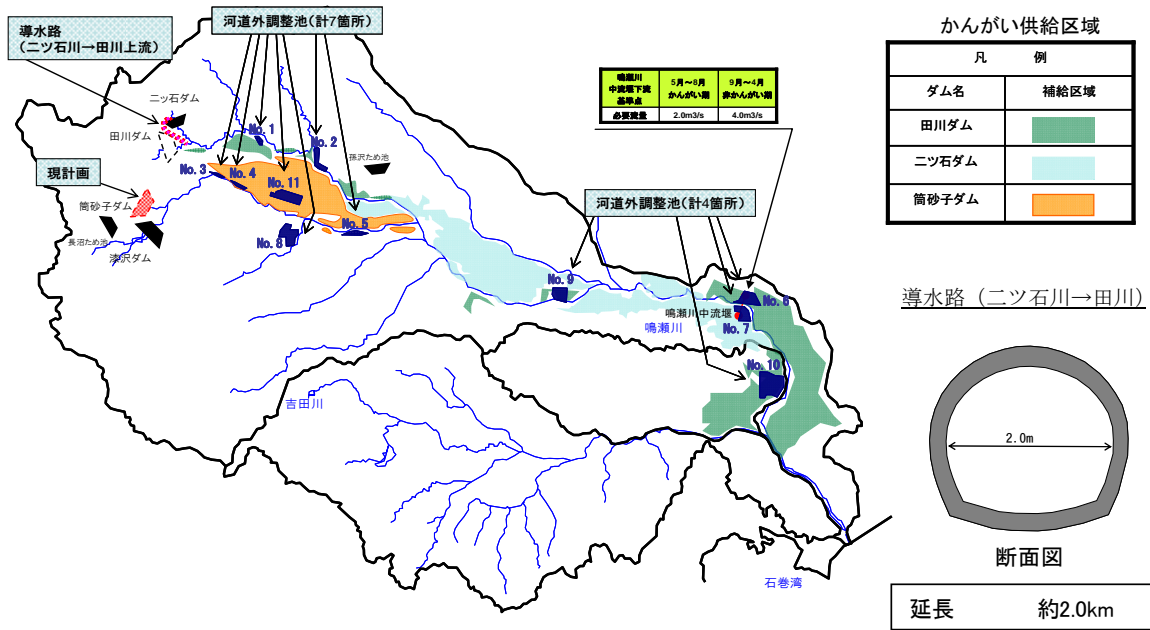 導水路
（二ツ石川→田川上流）
河道外調整池（計7箇所）
二ッ石ダム
田川ダム
No. 1
No. 2
孫沢ため池
No. 3
No. 4
No. 11
現計画
筒砂子ダム
長沼ため池
漆沢ダム
No. 8
No. 5
鳴瀬川
中流堰下流
基準点
5月～8月
かんがい期
9月～4月
非かんがい期
必要流量
2.0m3/s
4.0m3/s
河道外調整池（計4箇所）
No. 9
No. 6
鳴瀬川中流堰
鳴瀬川
No. 7
No. 10
吉田川
石巻湾
かんがい供給区域
凡　例
ダム名
補給区域
田川ダム
二ツ石ダム
筒砂子ダム
導水路（二ツ石川→田川）
2.0m
断面図
延長　約2.0km